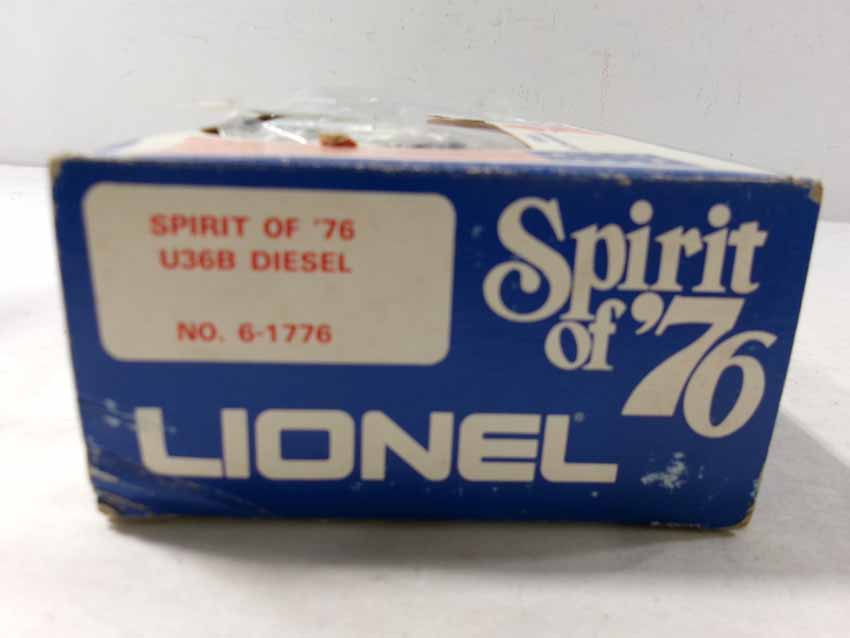 SPIRIT OF '76
U36B DIESEL
NO. 6-1776
Spirit
of '76
LIONEL®